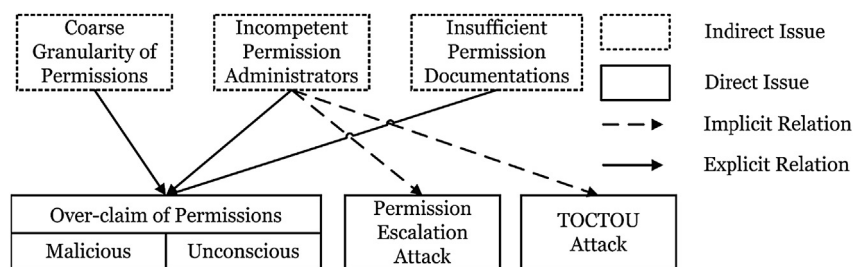 Coarse
Granularity of
Permissions
Incompetent
Permission
Administrators
Insufficient
Permission
Documentations
Indirect Issue
Direct Issue
Implicit Relation
Explicit Relation
Over-claim of Permissions
Malicious
Unconscious
Permission
Escalation
Attack
TOCTOU
Attack